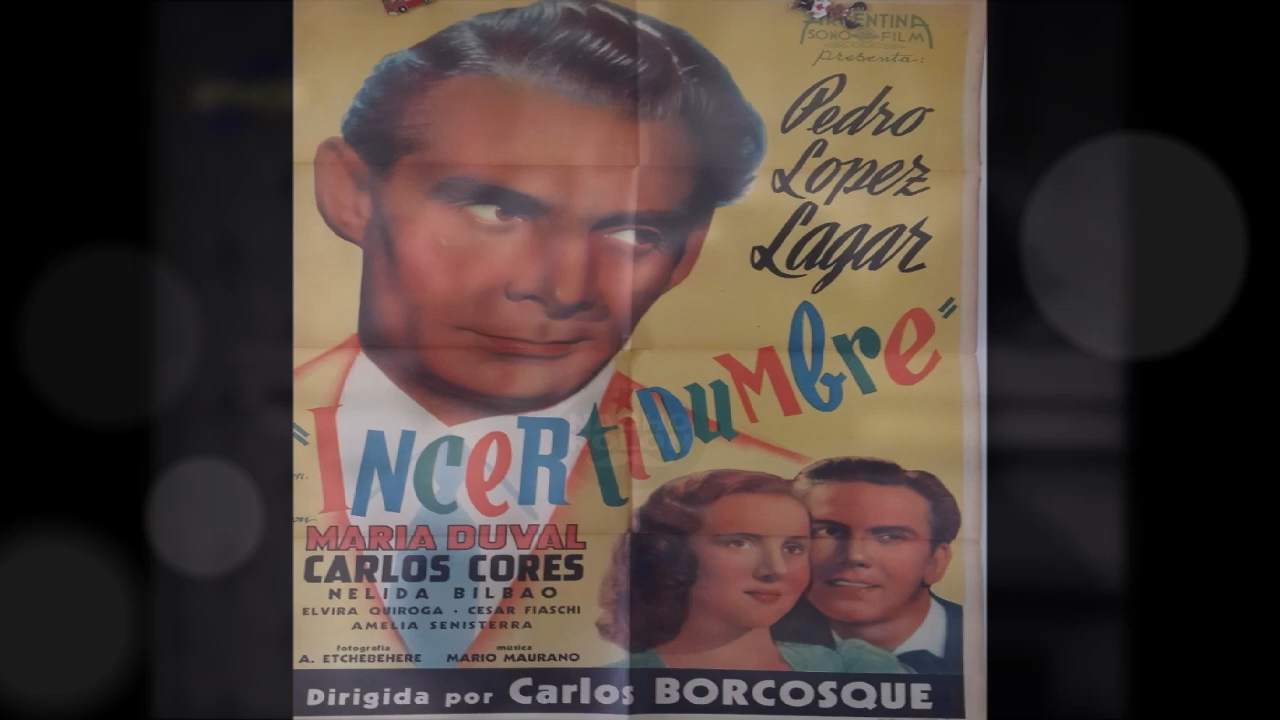 ARGENTINA
SONO FILM
presenta:
Pedro
Lopez
Lagar
"INCERTIDUMbre"
MARIA DUVAL
CARLOS CORES
NELIDA BILBAO
ELVIRA QUIROGA · CESAR FIASCHI
AMELIA SENISTERRA
fotografia música
A. ETCHEBEHERE MARIO MAURANO
Dirigida por Carlos BORCOSQUE